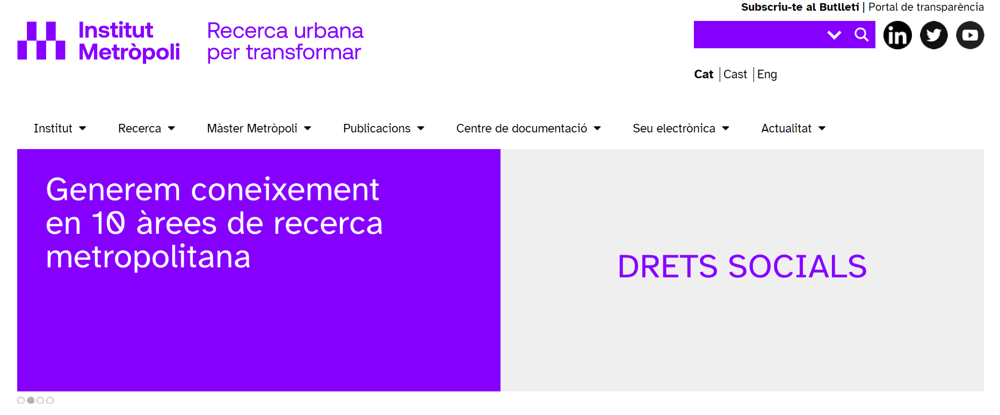 Subscriu-te al Butlletí | Portal de transparència
Institut
Metròpoli
Recerca urbana
per transformar
in
Cat | Cast | Eng
Institut
Recerca
Màster Metròpoli
Publicacions
Centre de documentació
Seu electrònica
Actualitat
Generem coneixement
en 10 àrees de recerca
metropolitana
DRETS SOCIALS